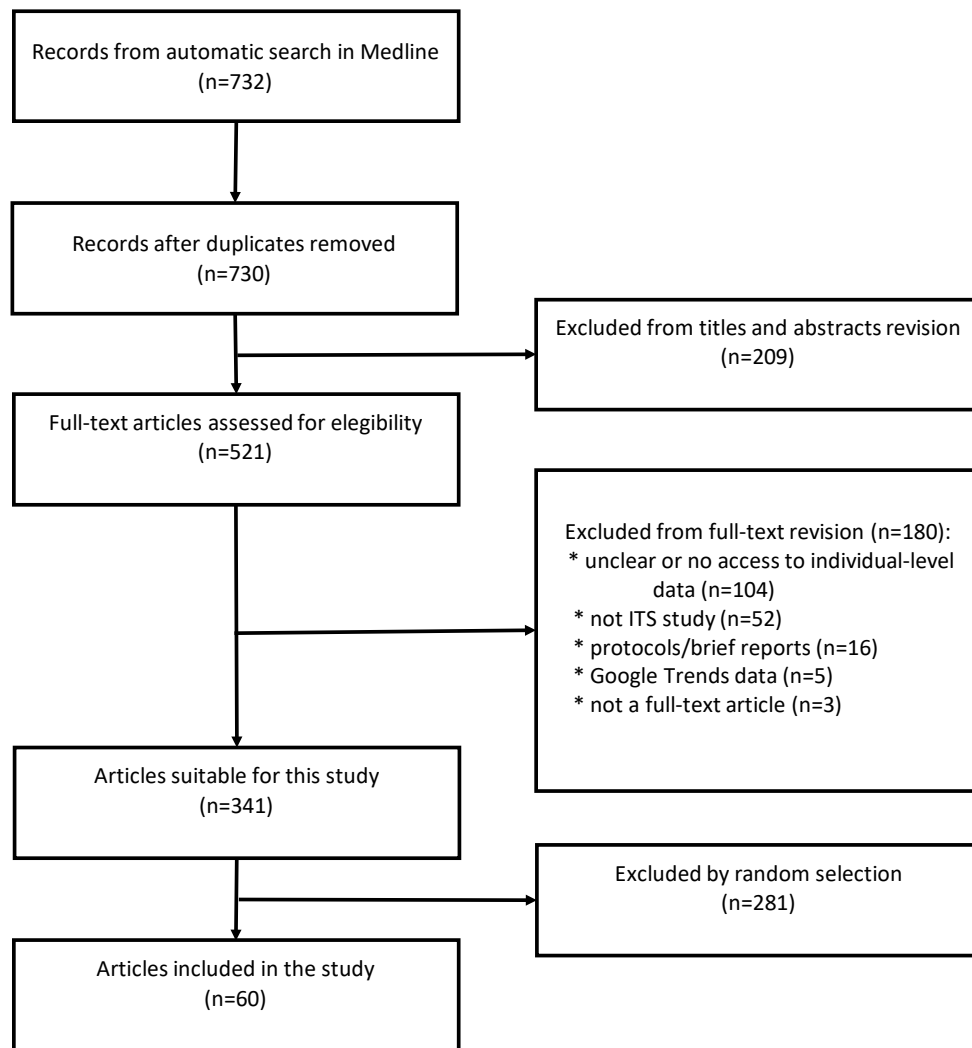 Records from automatic search in Medline
(n=732)
Records after duplicates removed
(n=730)
Excluded from titles and abstracts revision
(n=209)
Full-text articles assessed for elegibility
(n=521)
Excluded from full-text revision (n=180):
* unclear or no access to individual-level
data (n=104)
* not ITS study (n=52)
* protocols/brief reports (n=16)
* Google Trends data (n=5)
* not a full-text article (n=3)
Articles suitable for this study
(n=341)
Excluded by random selection
(n=281)
Articles included in the study
(n=60)